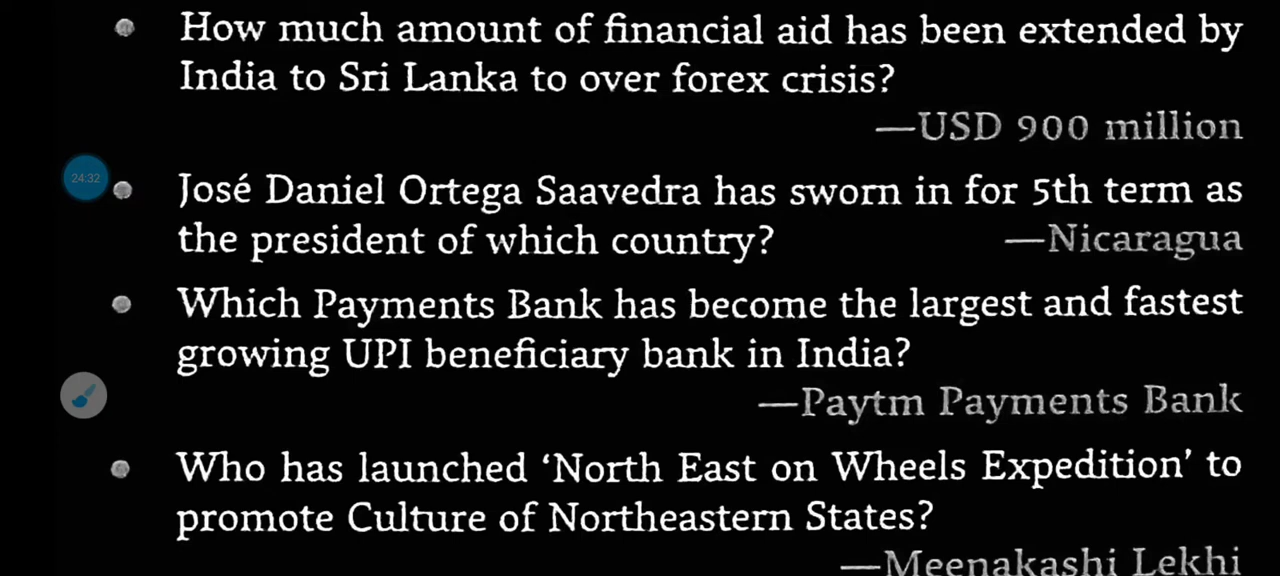 How much amount of financial aid has been extended by
India to Sri Lanka to over forex crisis?
—USD 900 million
24:32
José Daniel Ortega Saavedra has sworn in for 5th term as
the president of which country? —Nicaragua
Which Payments Bank has become the largest and fastest
growing UPI beneficiary bank in India?
—Paytm Payments Bank
Who has launched ‘North East on Wheels Expedition’ to
promote Culture of Northeastern States?
—Meenakashi Lekhi